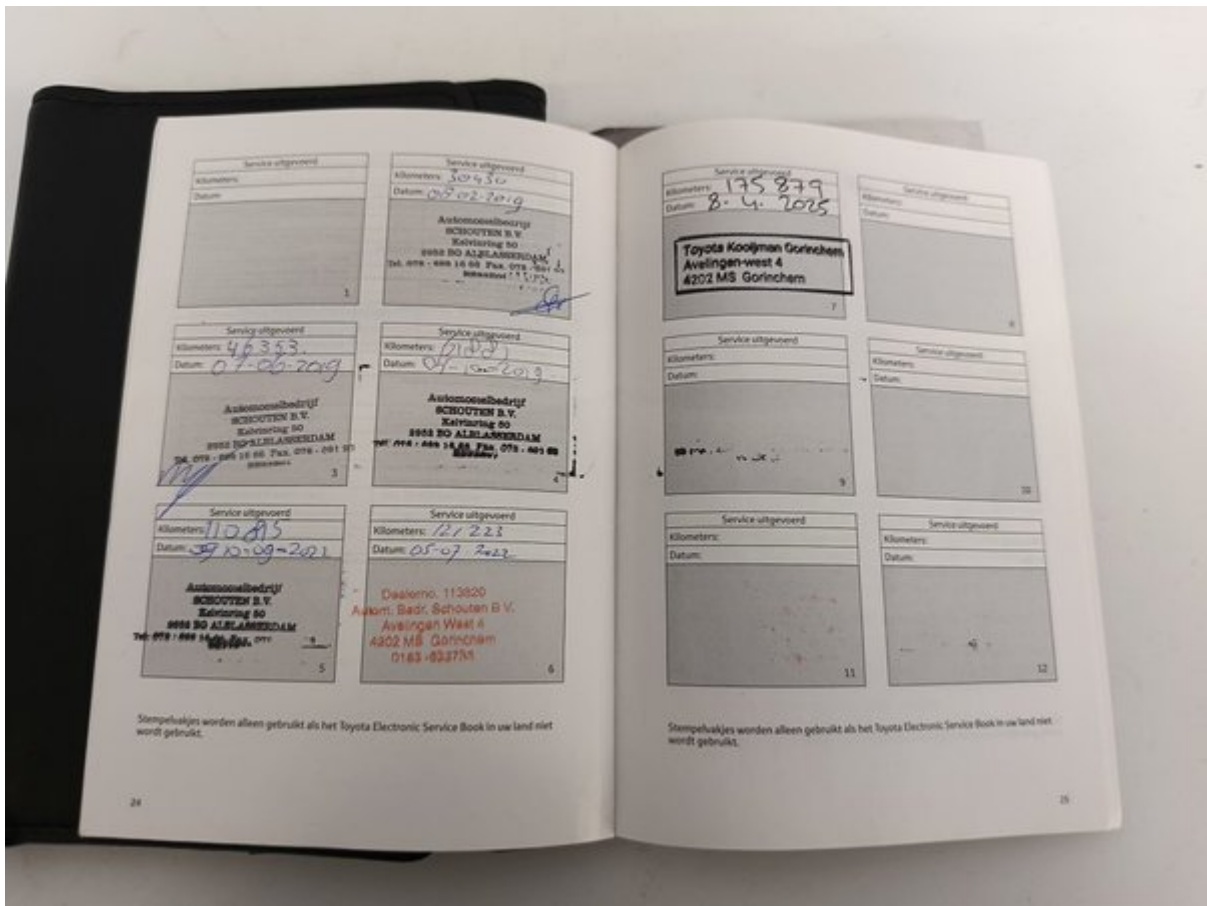 Service uitgevoerd
Kilometers:
Datum:
1
Service uitgevoerd
Kilometers: 30430
Datum: 08-02-2019
Automobielbedrijf
SCHOUTEN B.V.
Kelvinring 50
2952 BG ALBLASSERDAM
2
Service uitgevoerd
Kilometers: 46353.
Datum: 07-06-2019
Automobielbedrijf
SCHOUTEN B.V.
Kelvinring 50
2952 BG ALBLASSERDAM
3
Service uitgevoerd
Kilometers:
Datum:
Automobielbedrijf
SCHOUTEN B.V.
Kelvinring 50
2952 BG ALBLASSERDAM
4
Service uitgevoerd
Kilometers:
Datum: 10-09-2021
Automobielbedrijf
SCHOUTEN B.V.
Kelvinring 50
2952 BG ALBLASSERDAM
5
Service uitgevoerd
Kilometers: 121223
Datum: 05-07 2022
Dealerno. 113820
Autom. Bedr. Schouten B V.
Avelingen West 4
4202 MS Gorinchem
6
Stempelvakjes worden alleen gebruikt als het Toyota Electronic Service Book in uw land niet
wordt gebruikt.
24
Service uitgevoerd
Kilometers: 175 879
Datum: 8. 4. 2025
Toyota Kooijman Gorinchem
Avelingen-west 4
4202 MS Gorinchem
7
Service uitgevoerd
Kilometers:
Datum:
8
Service uitgevoerd
Kilometers:
Datum:
9
Service uitgevoerd
Kilometers:
Datum:
10
Service uitgevoerd
Kilometers:
Datum:
11
Service uitgevoerd
Kilometers:
Datum:
12
Stempelvakjes worden alleen gebruikt als het Toyota Electronic Service Book in uw land niet
wordt gebruikt.
25